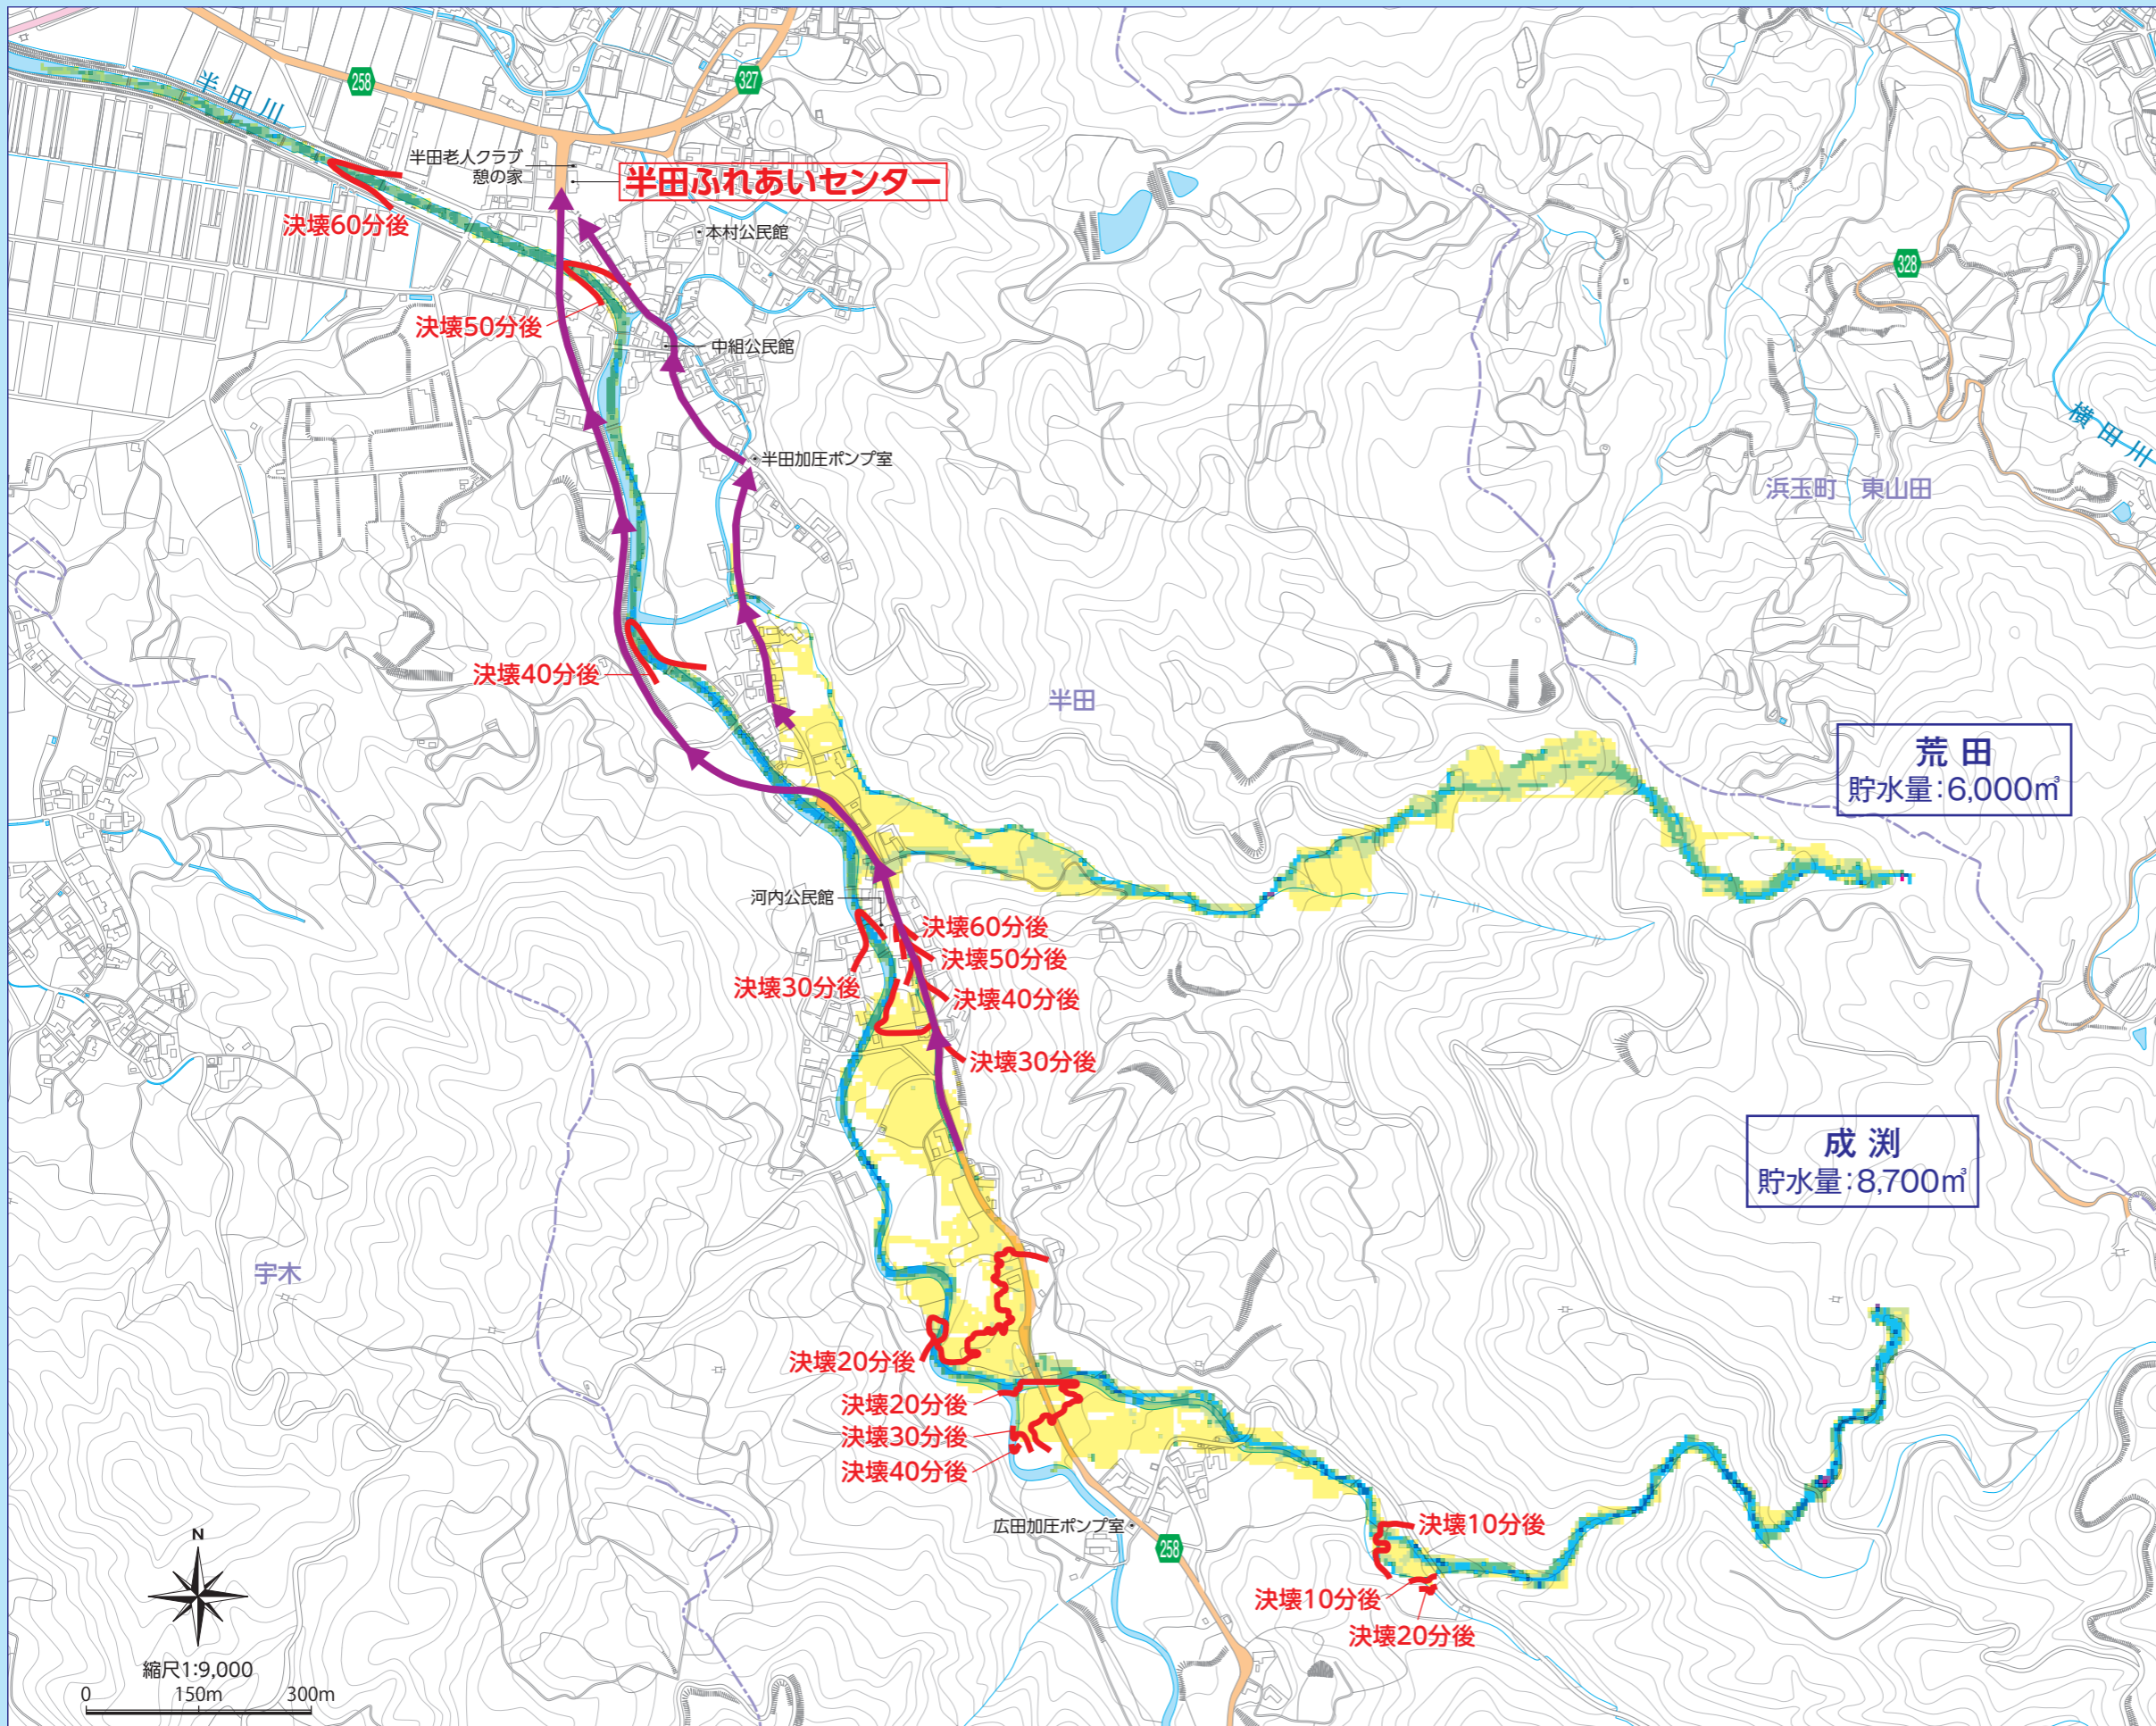 258
327
半田川
半田老人クラブ
憩の家
半田ふれあいセンター
決壊60分後
本村公民館
328
決壊50分後
中組公民館
横田川
半田加圧ポンプ室
浜玉町 東山田
決壊40分後
半田
荒田
貯水量:6,000㎥
河内公民館
決壊60分後
決壊50分後
決壊30分後
決壊40分後
決壊30分後
成渕
貯水量:8,700㎥
宇木
決壊20分後
決壊20分後
決壊30分後
決壊40分後
広田加圧ポンプ室
258
決壊10分後
決壊10分後
決壊20分後
N
縮尺1:9,000
0 150m 300m